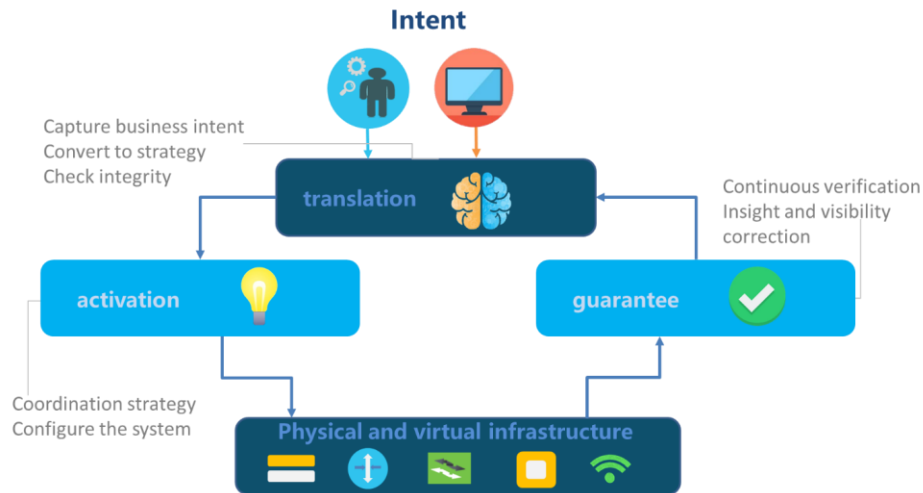 Intent
Capture business intent
Convert to strategy
Check integrity
translation
Continuous verification
Insight and visibility
correction
activation
guarantee
Coordination strategy
Configure the system
Physical and virtual infrastructure